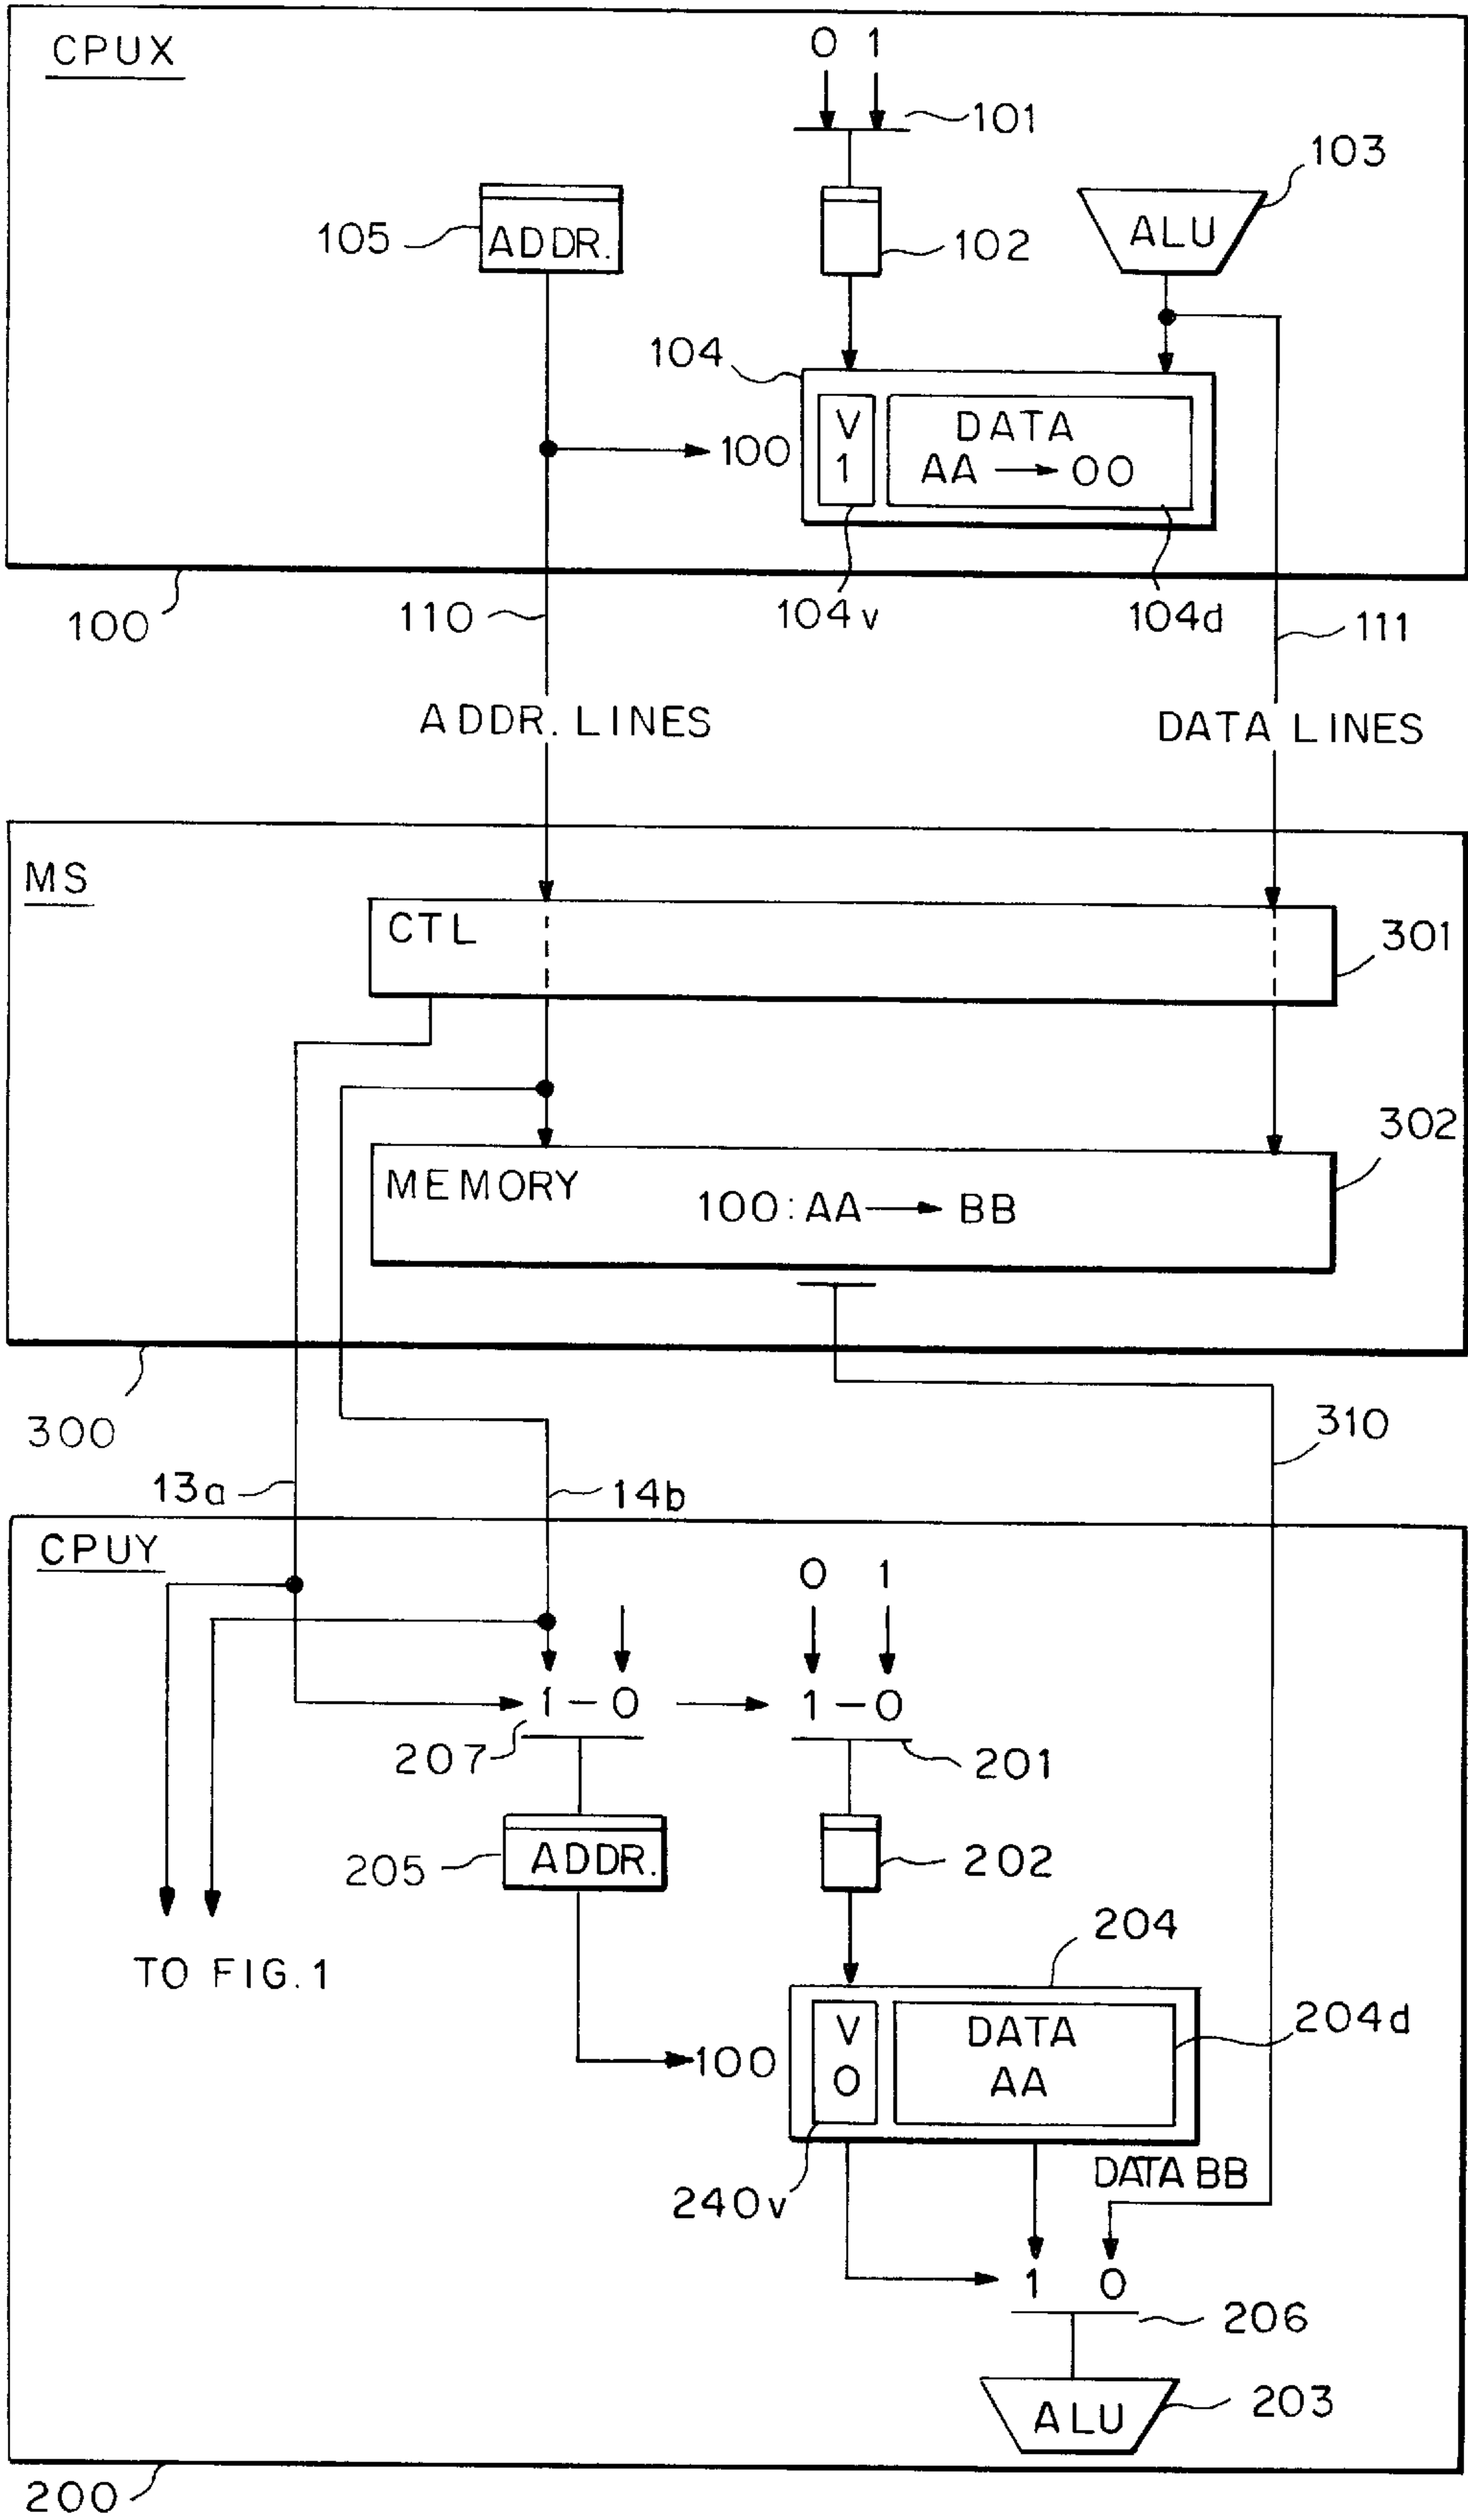 CPUX
0 1
101
103
105
ADDR.
102
ALU
104
V
DATA
100
1
AA → 00
100
110
104v
104d
111
ADDR. LINES
DATA LINES
MS
CTL
301
302
MEMORY
100:AA → BB
300
310
13a
14b
CPUY
0 1
1 – 0
1 – 0
207
201
205
ADDR.
202
204
TO FIG. 1
V
DATA
204d
100
0
AA
240v
DATA BB
1 0
206
ALU
203
200